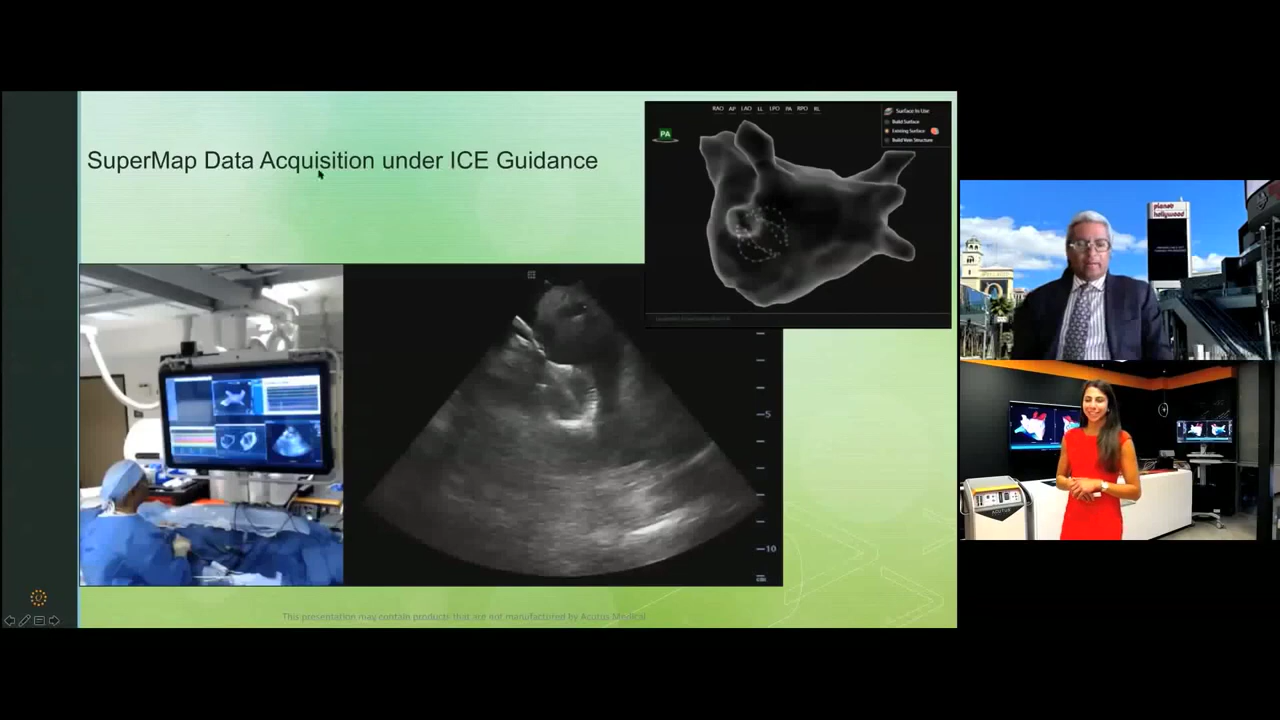 SuperMap Data Acquisition under ICE Guidance
RAO AP LAO LL LPO PA RPO RL
PA
Surface to Use
Build Surface
Existing Surface
Build Vein Structure
5
10
planet
hollywood
ACUTUS
This presentation may contain products that are not manufactured by Acutus Medical